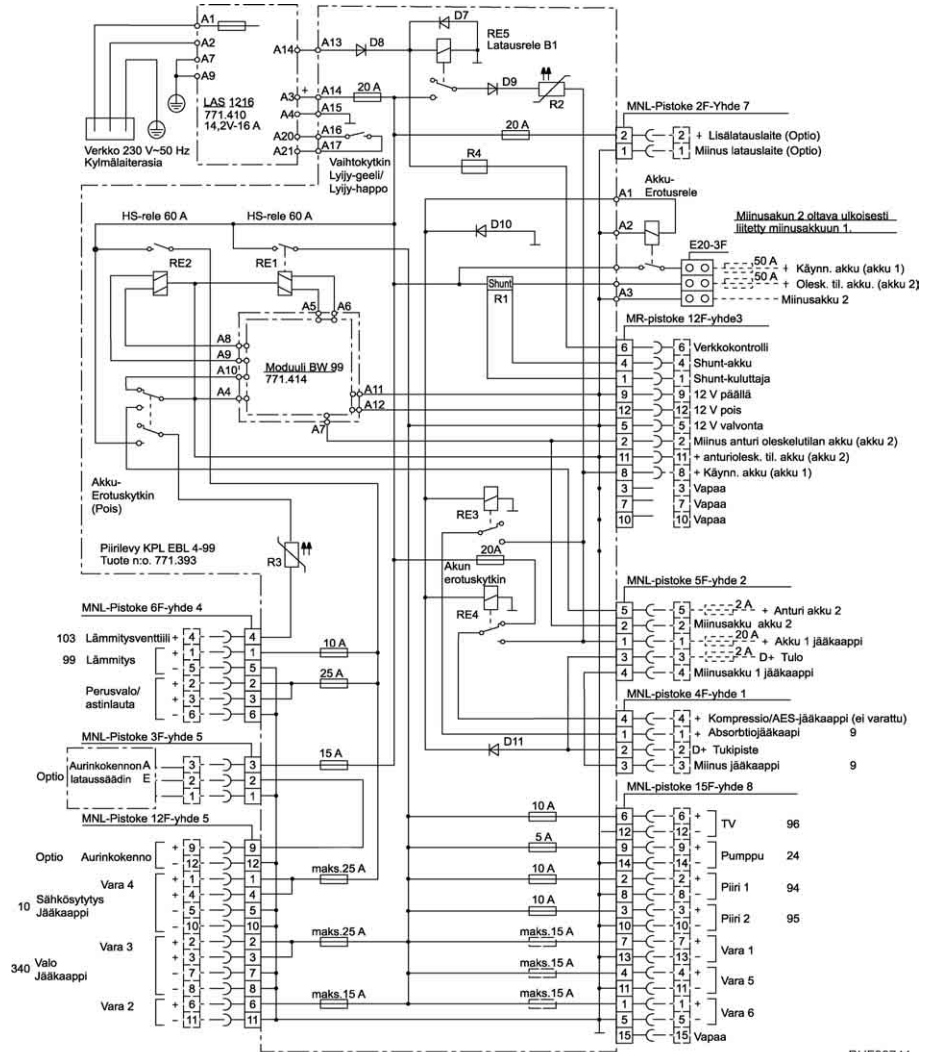 A1
A2
A7
A9
A14
A13
D8
D7
RE5
Latausrele B1
D9
R2
A3
+
A14
20 A
A4
A15
A20
A16
A21
A17
LAS 1216
771.410
14,2V-16 A
Verkko 230 V~50 Hz
Kylmälaiterasia
Vaihtokytkin
Lyijy-geeli/
Lyijy-happo
20 A
R4
MNL-Pistoke 2F-Yhde 7
2 2 + Lisälatauslaite (Optio)
1 1 Miinus latauslaite (Optio)
Akku-
Erotusrele
A1
A2
A3
D10
Miinusakun 2 oltava ulkoisesti
liitetty miinusakkuun 1.
E20-3F
50 A + Käynn. akku (akku 1)
50 A + Olesk. til. akku. (akku 2)
Miinusakku 2
HS-rele 60 A
HS-rele 60 A
RE2
RE1
A5
A6
A8
A9
A10
A4
Moduuli BW 99
771.414
A11
A12
A7
Shunt
R1
MR-pistoke 12F-yhde3
6 6 Verkkokontrolli
4 4 Shunt-akku
1 1 Shunt-kuluttaja
9 9 12 V päällä
12 12 12 V pois
5 5 12 V valvonta
2 2 Miinus anturi oleskelutilan akku (akku 2)
11 11 + anturiolesk. til. akku (akku 2)
8 8 + Käynn. akku (akku 1)
3 3 Vapaa
7 7 Vapaa
10 10 Vapaa
Akku-
Erotuskytkin
(Pois)
Piirilevy KPL EBL 4-99
Tuote n:o. 771.393
R3
RE3
20A
Akun
erotuskytkin
RE4
D11
MNL-pistoke 5F-yhde 2
5 5 2 A + Anturi akku 2
2 2 Miinusakku akku 2
1 1 20 A + Akku 1 jääkaappi
3 3 2 A D+ Tulo
4 4 Miinusakku 1 jääkaappi
MNL-pistoke 4F-yhde 1
4 4 + Kompressio/AES-jääkaappi (ei varattu)
1 1 + Absorbtiojääkaapi 9
2 2 D+ Tukipiste
3 3 Miinus jääkaappi 9
MNL-Pistoke 6F-yhde 4
103 Lämmitysventtiili + 4 4
99 Lämmitys + 1 1 10 A
- 5 5
Perusvalo/
astinlauta
+ 2 2 25 A
+ 3 3
- 6 6
MNL-Pistoke 3F-yhde 5
15 A
Optio
Aurinkokennon A 3 3
lataussäädin E 2 2
1 1
MNL-Pistoke 12F-yhde 5
Optio Aurinkokenno + 9 9
- 12 12
Vara 4 + 1 1 maks.25 A
+ 4 4
10 Sähkösytytys
Jääkaappi
- 5 5
- 10 10
Vara 3 + 2 2 maks.25 A
+ 3 3
340 Valo
Jääkaappi
- 7 7
- 8 8
Vara 2 + 6 6 maks.15 A
- 11 11
MNL-pistoke 15F-yhde 8
10 A 6 6 + TV 96
12 12 -
5 A 9 9 + Pumppu 24
14 14 -
10 A 2 2 + Piiri 1 94
8 8 -
10 A 3 3 + Piiri 2 95
10 10 -
maks.15 A 7 7 + Vara 1
13 13 -
maks.15 A 4 4 + Vara 5
11 11 -
maks.15 A 1 1 + Vara 6
5 5 -
15 15 Vapaa